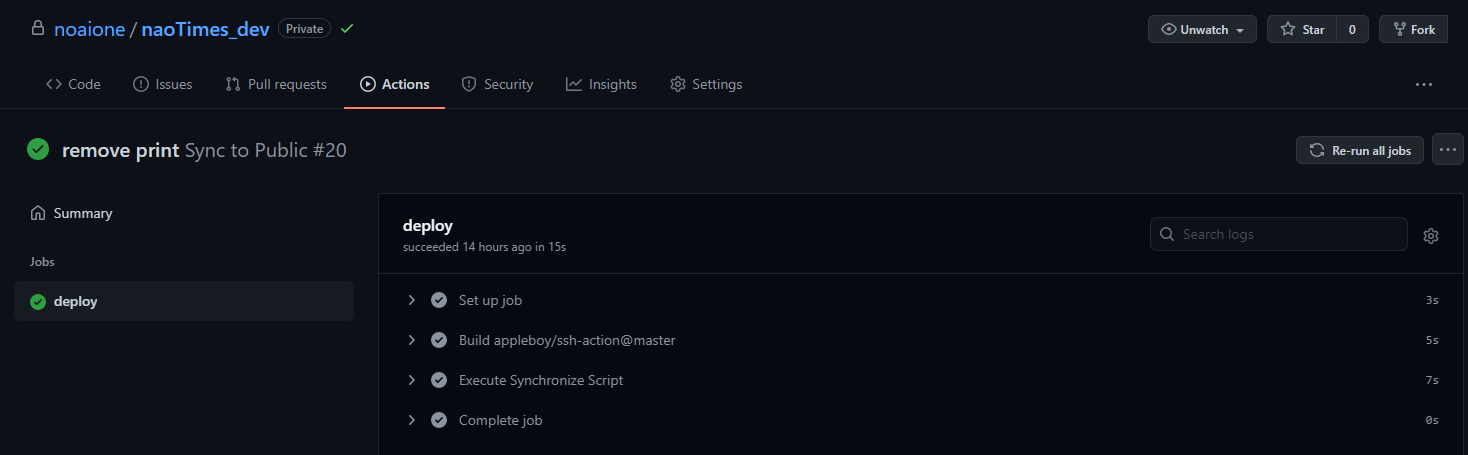 noaione / naoTimes_dev Private Unwatch Star 0 Fork
Code Issues Pull requests Actions Security Insights Settings
remove print Sync to Public #20 Re-run all jobs
Summary
Jobs
deploy
deploy
succeeded 14 hours ago in 15s
Search logs
Set up job 3s
Build appleboy/ssh-action@master 5s
Execute Synchronize Script 7s
Complete job 0s